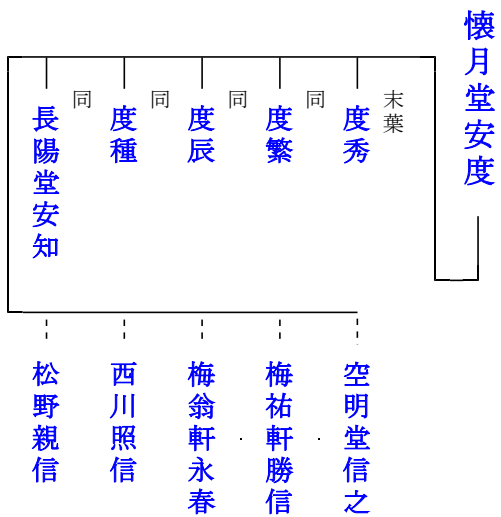 懐月堂安度
末葉
度秀
同
度繁
同
度辰
同
度種
同
長陽堂安知
空明堂信之
・
梅祐軒勝信
・
梅翁軒永春
西川照信
松野親信